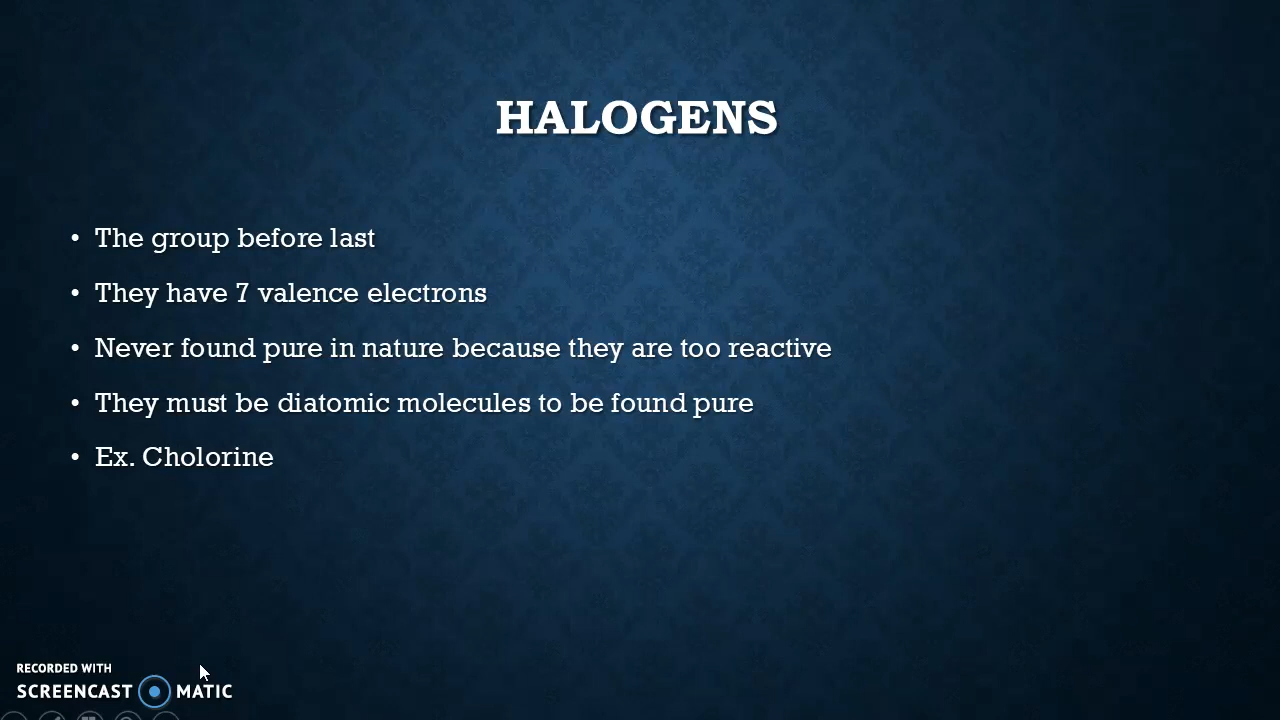 HALOGENS
• The group before last
• They have 7 valence electrons
• Never found pure in nature because they are too reactive
• They must be diatomic molecules to be found pure
• Ex. Cholorine
RECORDED WITH
SCREENCAST MATIC